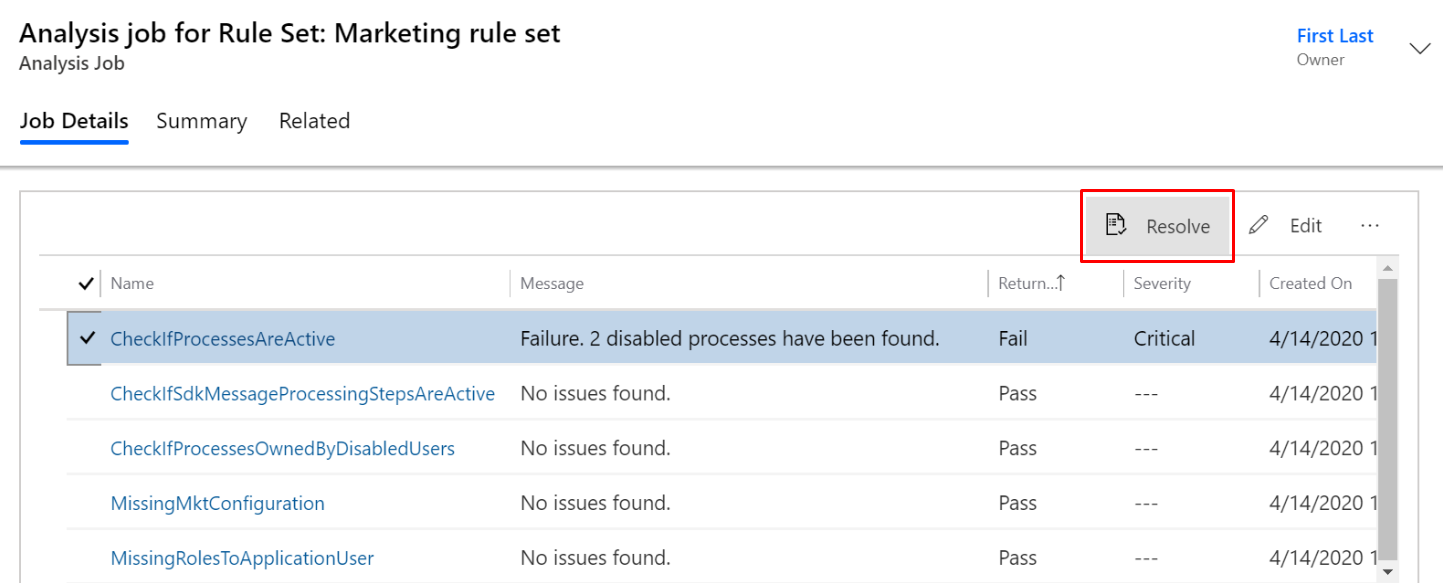 Analysis job for Rule Set: Marketing rule set
Analysis Job
First Last
Owner
Job Details Summary Related
Resolve Edit ...
Name Message Return... Severity Created On
CheckIfProcessesAreActive Failure. 2 disabled processes have been found. Fail Critical 4/14/2020 1
CheckIfSdkMessageProcessingStepsAreActive No issues found. Pass --- 4/14/2020 1
CheckIfProcessesOwnedByDisabledUsers No issues found. Pass --- 4/14/2020 1
MissingMktConfiguration No issues found. Pass --- 4/14/2020 1
MissingRolesToApplicationUser No issues found. Pass --- 4/14/2020 1